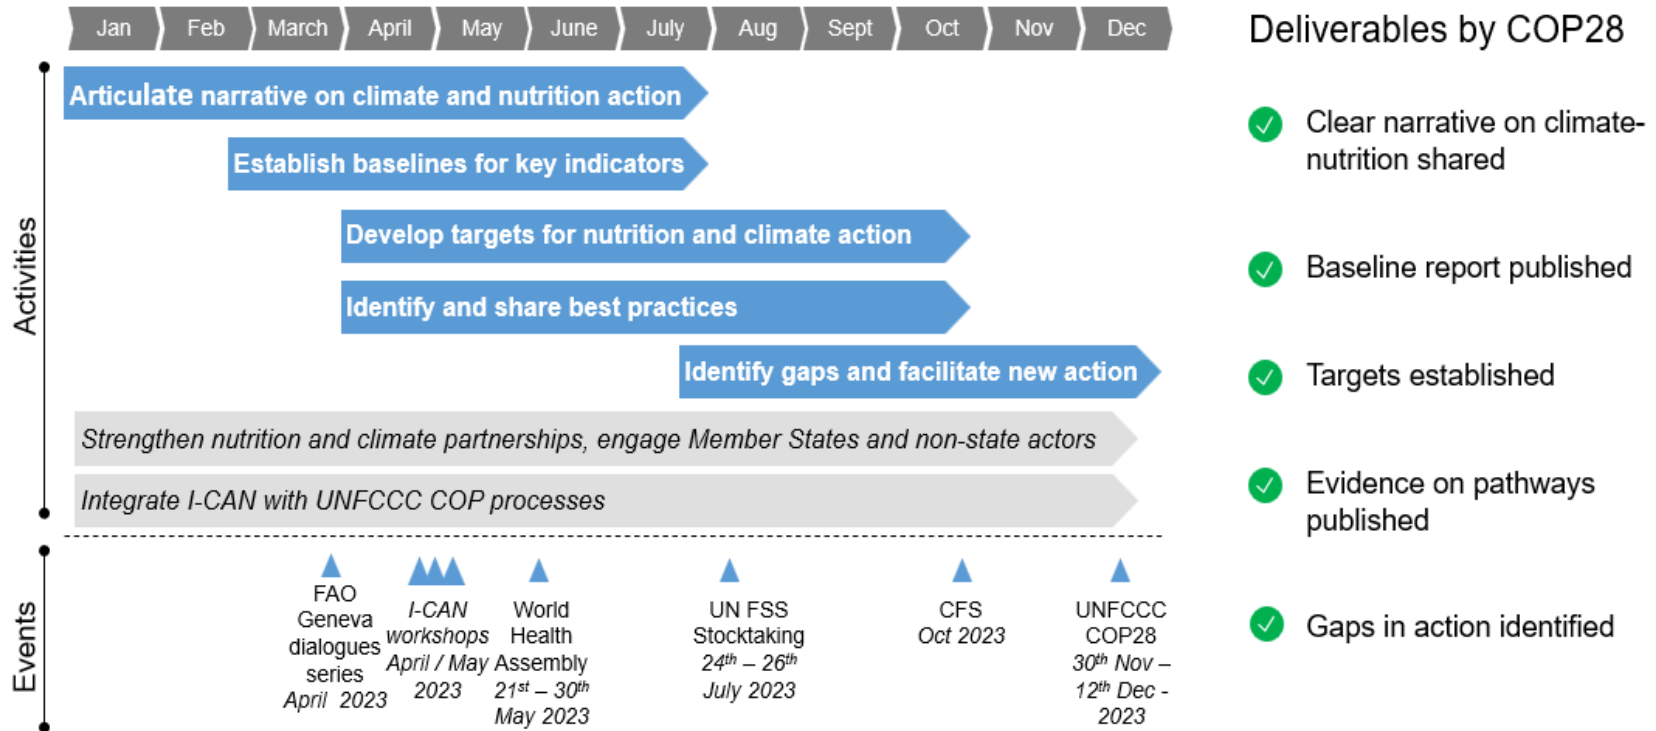 Jan Feb March April May June July Aug Sept Oct Nov Dec
Deliverables by COP28
Activities
Articulate narrative on climate and nutrition action
Establish baselines for key indicators
Develop targets for nutrition and climate action
Identify and share best practices
Identify gaps and facilitate new action
Strengthen nutrition and climate partnerships, engage Member States and non-state actors
Integrate I-CAN with UNFCCC COP processes
Events
FAO
Geneva
dialogues
series
April 2023
I-CAN
workshops
April / May
2023
World
Health
Assembly
21st – 30th
May 2023
UN FSS
Stocktaking
24th – 26th
July 2023
CFS
Oct 2023
UNFCCC
COP28
30th Nov –
12th Dec -
2023
Clear narrative on climate-
nutrition shared
Baseline report published
Targets established
Evidence on pathways
published
Gaps in action identified